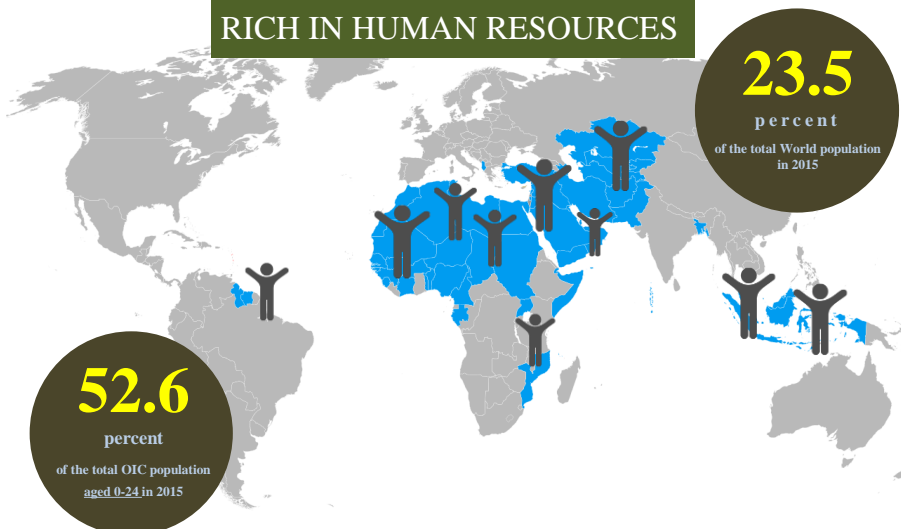 RICH IN HUMAN RESOURCES
23.5
percent
of the total World population
in 2015
52.6
percent
of the total OIC population
aged 0-24 in 2015